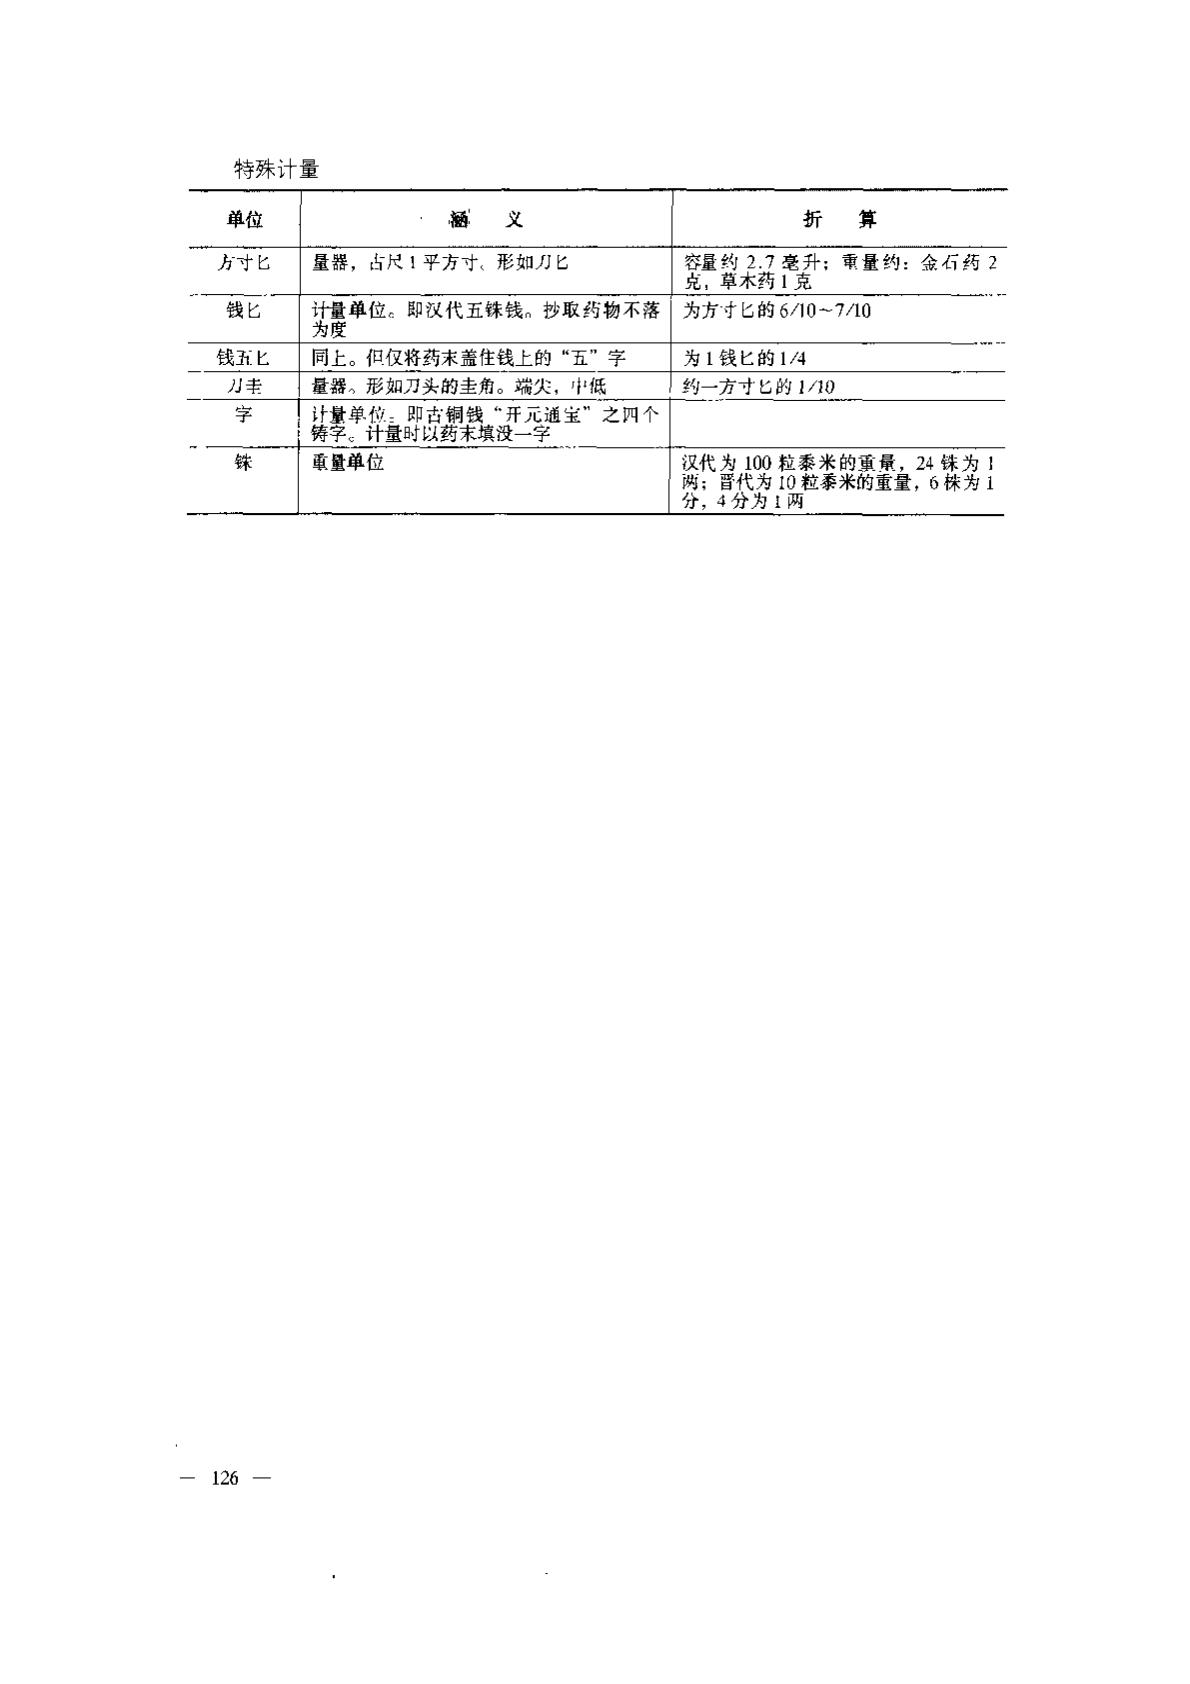 特殊计量
单位 涵 义 折 算
方寸匕 量器，古尺1平方寸、形如刀匕 容量约 2.7 毫升；重量约：金石药 2
克，草木药1克
钱匕 计量单位。即汉代五铢钱。抄取药物不落 为方寸匕的 6/10~7/10
为度
钱五匕 同上。但仅将药末盖住钱上的“五”字 为1钱匕的1/4
刀圭 量器。形如刀头的圭角。端尖，中低 约一方寸匕的 1/10
字 计量单位。即古铜钱“开元通宝”之四个
铸字。计量时以药末填没一字
铢 重量单位 汉代为 100 粒黍米的重量，24 铢为1
两；晋代为10粒黍米的重量，6株为1
分，4分为1两
— 126 —